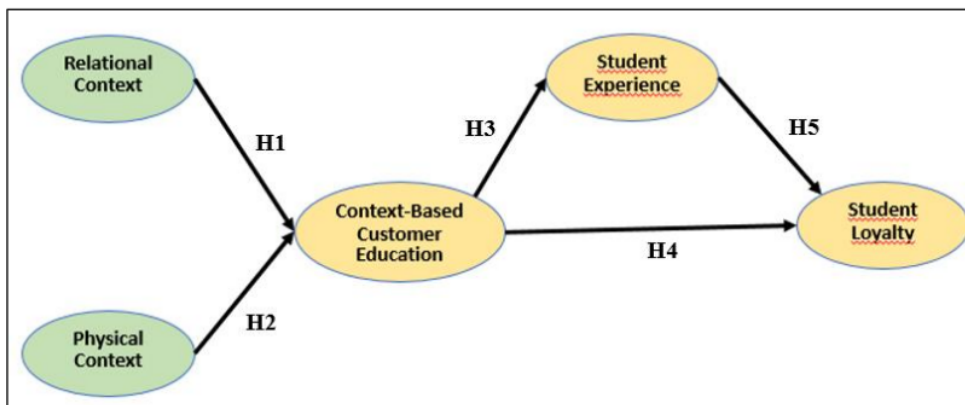 Relational
Context
H1
Physical
Context
H2
Context-Based
Customer
Education
H3
Student
Experience
H4
H5
Student
Loyalty